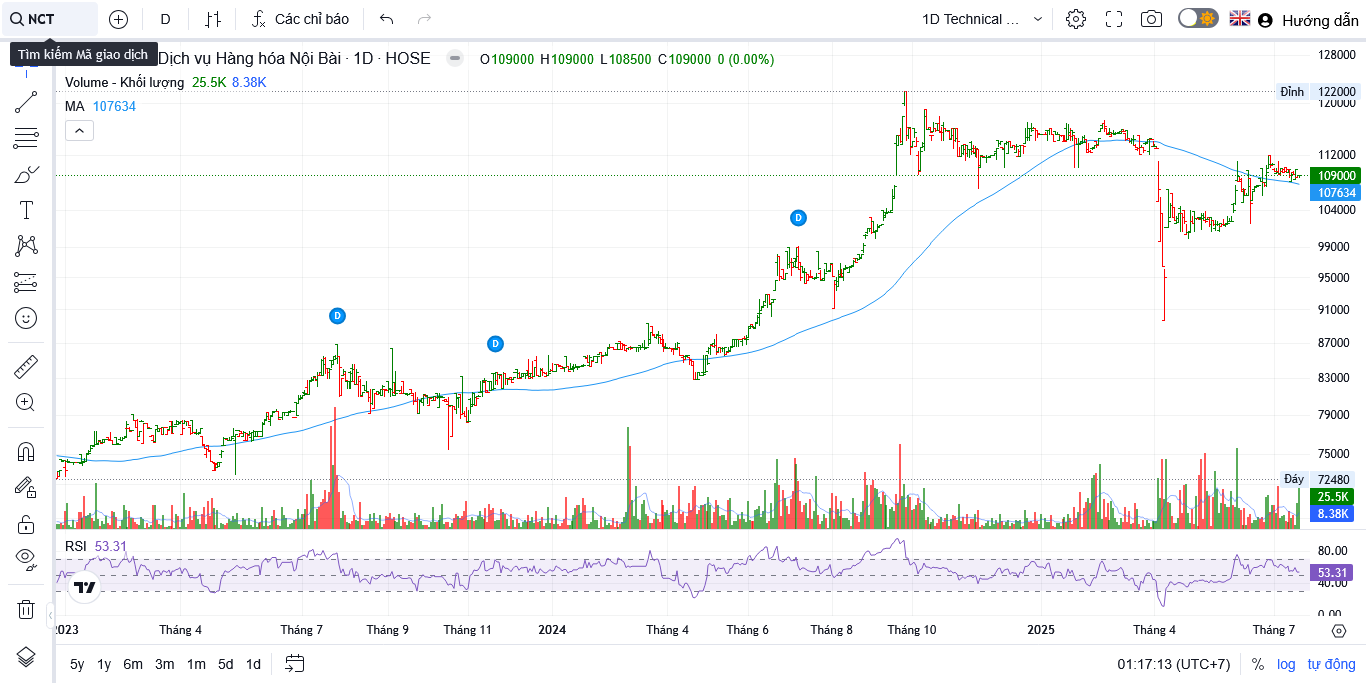 NCT D Các chỉ báo 1D Technical ... Hướng dẫn
Tìm kiếm Mã giao dịch
Dịch vụ Hàng hóa Nội Bài · 1D · HOSE O109000 H109000 L108500 C109000 0 (0.00%)
Volume - Khối lượng 25.5K 8.38K
MA 107634
128000
Đỉnh 122000
120000
112000
109000
107634
104000
99000
95000
91000
87000
83000
79000
75000
Đáy 72480
25.5K
8.38K
D
D
D
RSI 53.31
80.00
53.31
40.00
0.00
2023 Tháng 4 Tháng 7 Tháng 9 Tháng 11 2024 Tháng 4 Tháng 6 Tháng 8 Tháng 10 2025 Tháng 4 Tháng 7
5y 1y 6m 3m 1m 5d 1d 01:17:13 (UTC+7) % log tự động